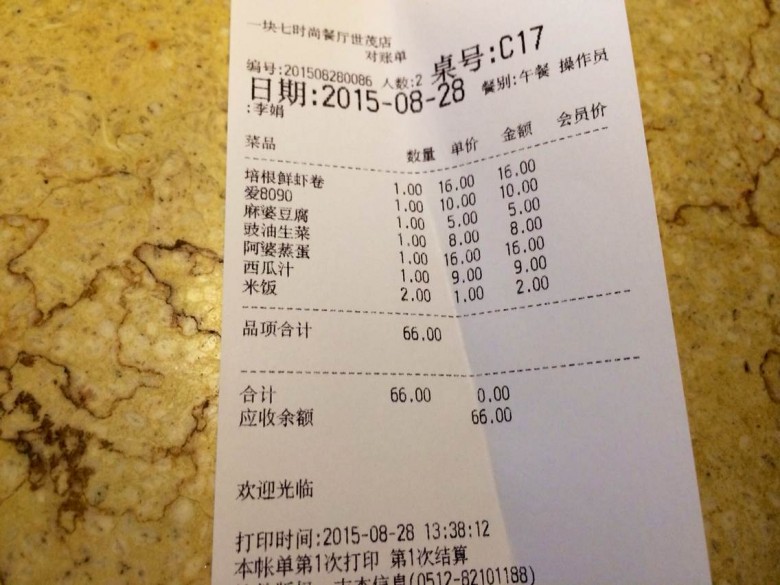 一块七时尚餐厅世茂店
对账单
编号:201508280086 人数:2 桌号:C17
日期:2015-08-28 餐别:午餐 操作员
:李娟
菜品 数量 单价 金额 会员价
培根鲜虾卷 1.00 16.00 16.00
爱8090 1.00 10.00 10.00
麻婆豆腐 1.00 5.00 5.00
豉油生菜 1.00 8.00 8.00
阿婆蒸蛋 1.00 16.00 16.00
西瓜汁 1.00 9.00 9.00
米饭 2.00 1.00 2.00
品项合计 66.00
合计 66.00 0.00
应收余额 66.00
欢迎光临
打印时间:2015-08-28 13:38:12
本帐单第1次打印 第1次结算
吉杰信息(0512-82101188)